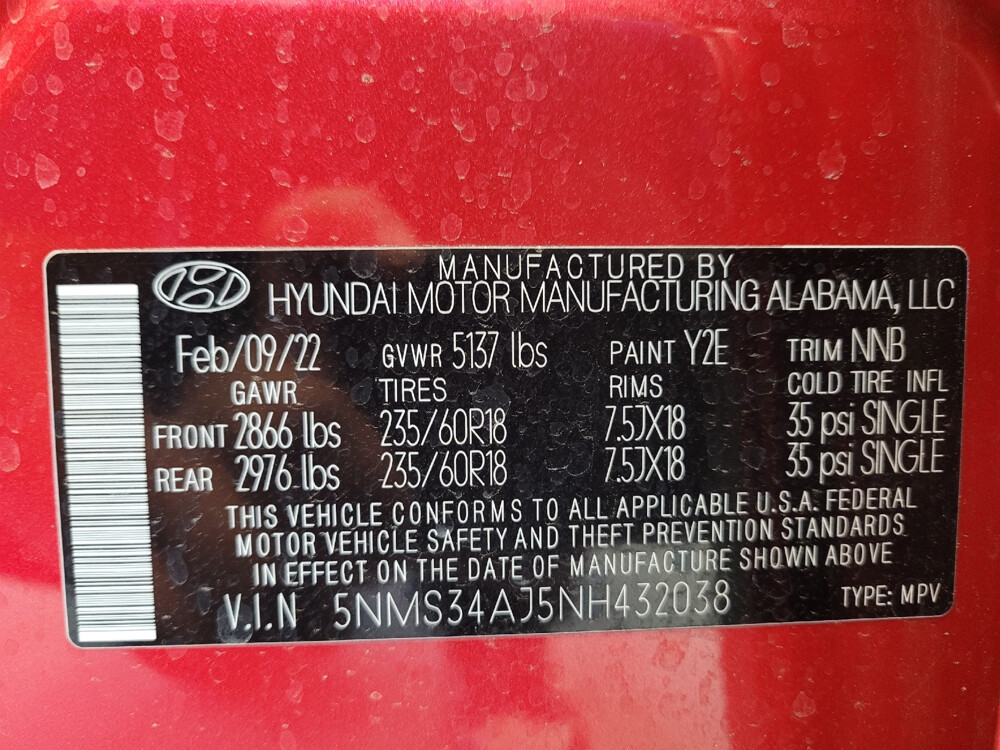 MANUFACTURED BY
HYUNDAI MOTOR MANUFACTURING ALABAMA, LLC
Feb/09/22 GVWR 5137 lbs PAINT Y2E TRIM NNB
GAWR TIRES RIMS COLD TIRE INFL
FRONT 2866 lbs 235/60R18 7.5JX18 35 psi SINGLE
REAR 2976 lbs 235/60R18 7.5JX18 35 psi SINGLE
THIS VEHICLE CONFORMS TO ALL APPLICABLE U.S.A. FEDERAL
MOTOR VEHICLE SAFETY AND THEFT PREVENTION STANDARDS
IN EFFECT ON THE DATE OF MANUFACTURE SHOWN ABOVE
V.I.N 5NMS34AJ5NH432038 TYPE: MPV